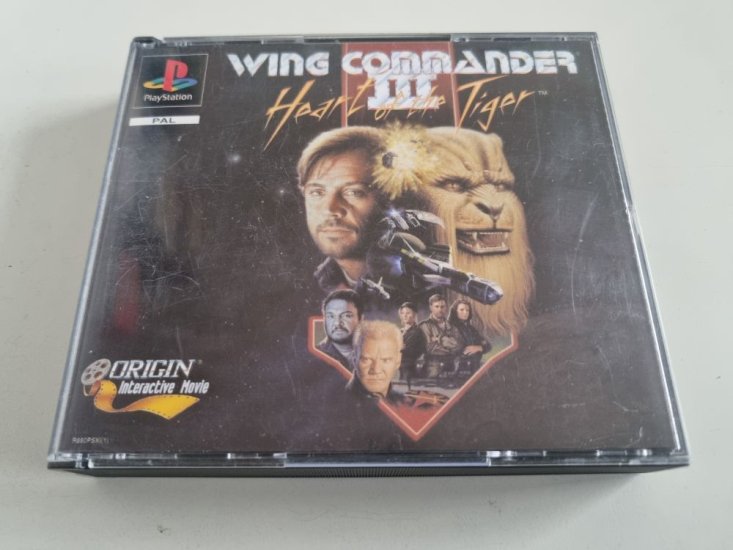 PlayStation
PAL
WING COMMANDER
III
Heart of the Tiger™
ORIGIN®
Interactive Movie